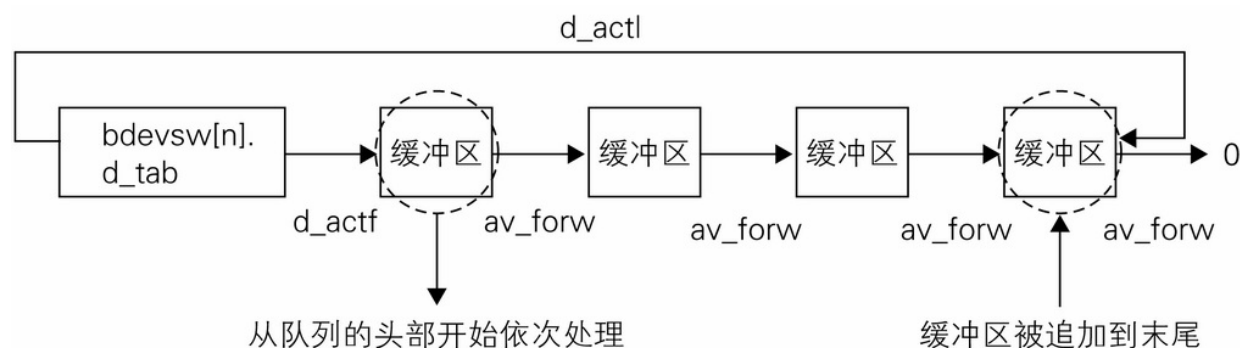 d_actl
bdevsw[n].
d_tab
缓冲区
缓冲区
缓冲区
缓冲区
0
d_actf
av_forw
av_forw
av_forw
av_forw
从队列的头部开始依次处理
缓冲区被追加到末尾